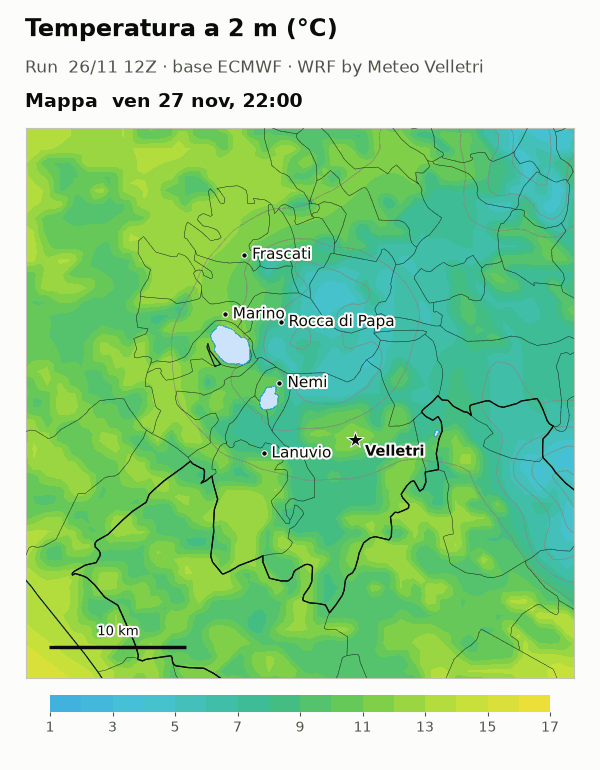 Temperatura a 2 m (°C)
Run  26/11 12Z · base ECMWF · WRF by Meteo Velletri
Mappa  ven 27 nov, 22:00
Frascati
Marino
Rocca di Papa
Nemi
Velletri
Lanuvio
10 km
1 3 5 7 9 11 13 15 17